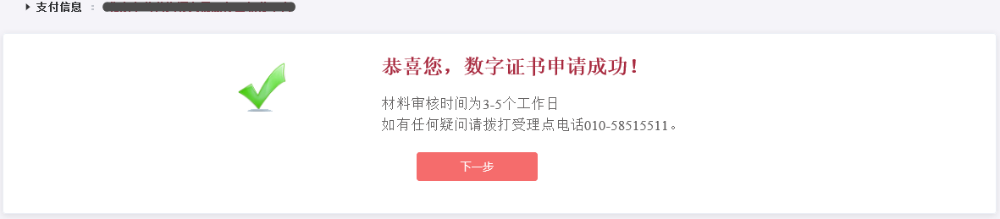 支付信息 :
恭喜您，数字证书申请成功！
材料审核时间为3-5个工作日
如有任何疑问请拨打受理点电话010-58515511。
下一步